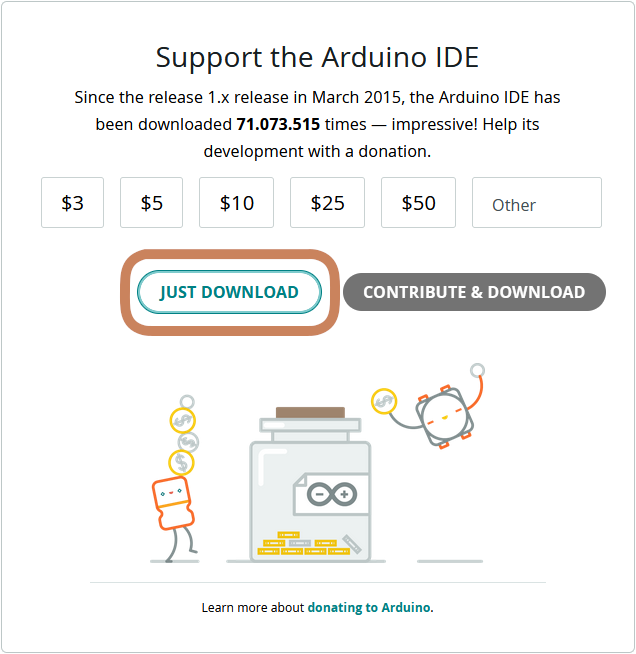 Support the Arduino IDE
Since the release 1.x release in March 2015, the Arduino IDE has
been downloaded 71.073.515 times — impressive! Help its
development with a donation.
$3 $5 $10 $25 $50 Other
JUST DOWNLOAD CONTRIBUTE & DOWNLOAD
Learn more about donating to Arduino.